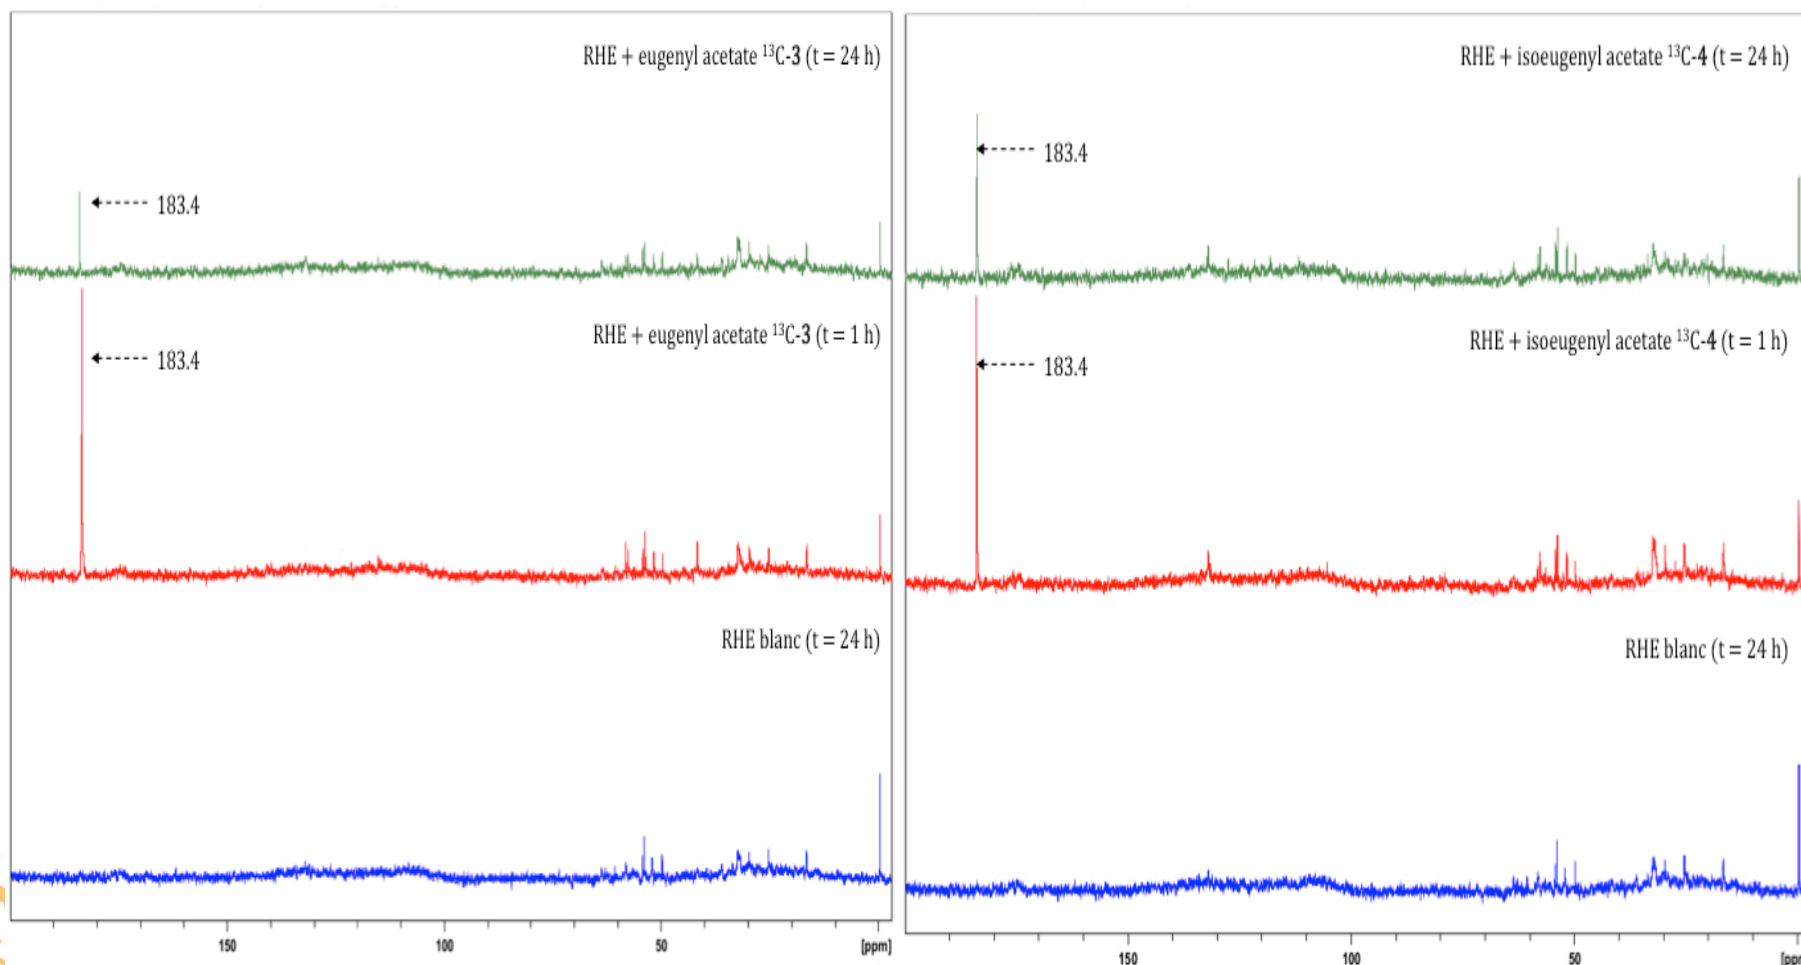 RHE + eugenyl acetate ¹³C-3 (t = 24 h)
183.4
RHE + eugenyl acetate ¹³C-3 (t = 1 h)
183.4
RHE blanc (t = 24 h)
150
100
50
[ppm]
RHE + isoeugenyl acetate ¹³C-4 (t = 24 h)
183.4
RHE + isoeugenyl acetate ¹³C-4 (t = 1 h)
183.4
RHE blanc (t = 24 h)
150
100
50